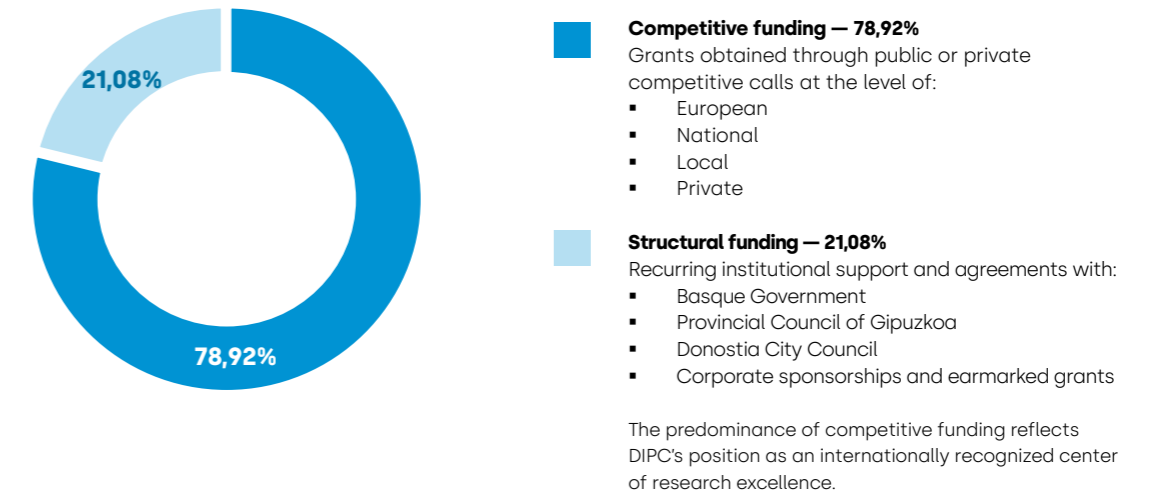 21,08%
78,92%
Competitive funding — 78,92%
Grants obtained through public or private
competitive calls at the level of:
▪ European
▪ National
▪ Local
▪ Private
Structural funding — 21,08%
Recurring institutional support and agreements with:
▪ Basque Government
▪ Provincial Council of Gipuzkoa
▪ Donostia City Council
▪ Corporate sponsorships and earmarked grants
The predominance of competitive funding reflects
DIPC's position as an internationally recognized center
of research excellence.